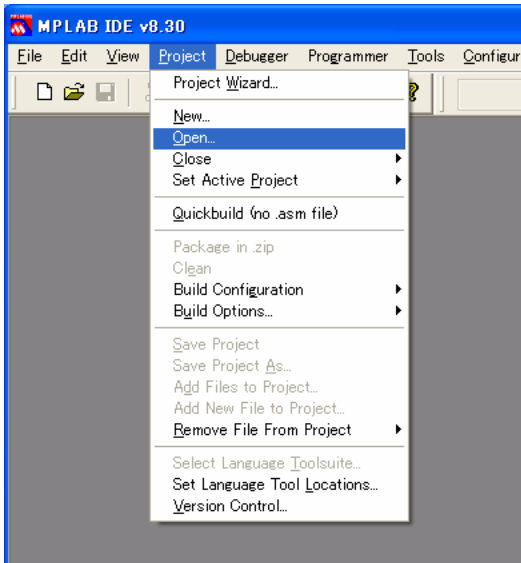 MPLAB IDE v8.30
File Edit View Project Debugger Programmer Tools Configur
Project Wizard...
New...
Open...
Close
Set Active Project
Quickbuild (no .asm file)
Package in .zip
Clean
Build Configuration
Build Options...
Save Project
Save Project As...
Add Files to Project...
Add New File to Project...
Remove File From Project
Select Language Toolsuite...
Set Language Tool Locations...
Version Control...